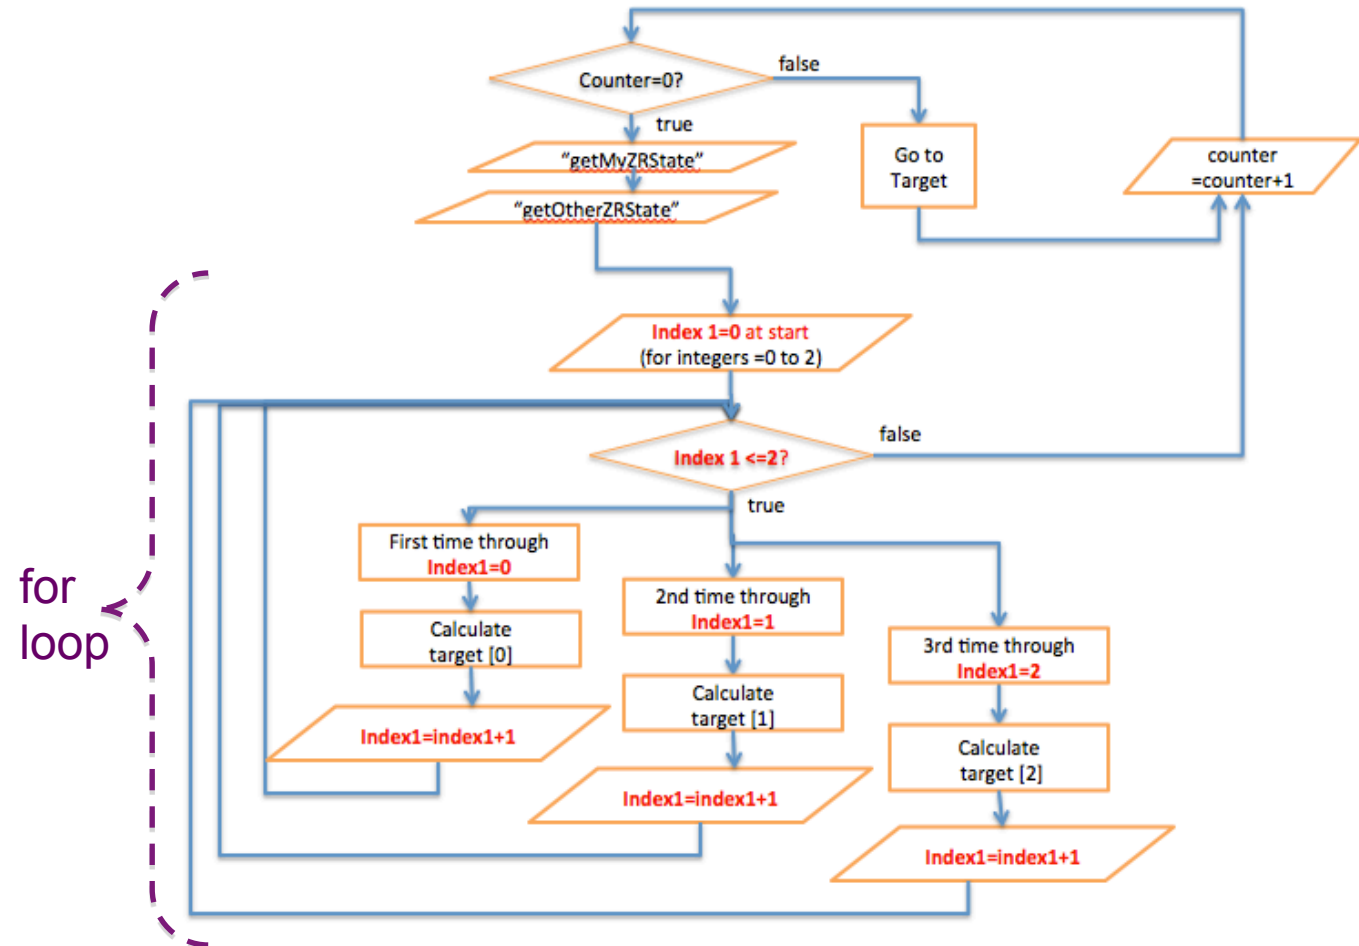 Counter=0?
false
true
“getMyZRState”
“getOtherZRState”
Go to
Target
counter
=counter+1
Index 1=0 at start
(for integers =0 to 2)
Index 1 <=2?
false
true
for
loop
First time through
Index1=0
Calculate
target [0]
Index1=index1+1
2nd time through
Index1=1
Calculate
target [1]
Index1=index1+1
3rd time through
Index1=2
Calculate
target [2]
Index1=index1+1